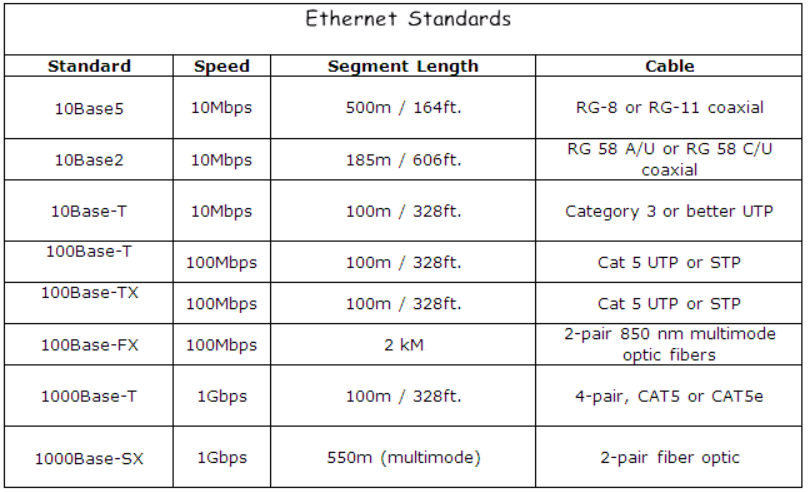 Ethernet Standards
Standard Speed Segment Length Cable
10Base5 10Mbps 500m / 164ft. RG-8 or RG-11 coaxial
10Base2 10Mbps 185m / 606ft. RG 58 A/U or RG 58 C/U
coaxial
10Base-T 10Mbps 100m / 328ft. Category 3 or better UTP
100Base-T 100Mbps 100m / 328ft. Cat 5 UTP or STP
100Base-TX 100Mbps 100m / 328ft. Cat 5 UTP or STP
100Base-FX 100Mbps 2 kM 2-pair 850 nm multimode
optic fibers
1000Base-T 1Gbps 100m / 328ft. 4-pair, CAT5 or CAT5e
1000Base-SX 1Gbps 550m (multimode) 2-pair fiber optic